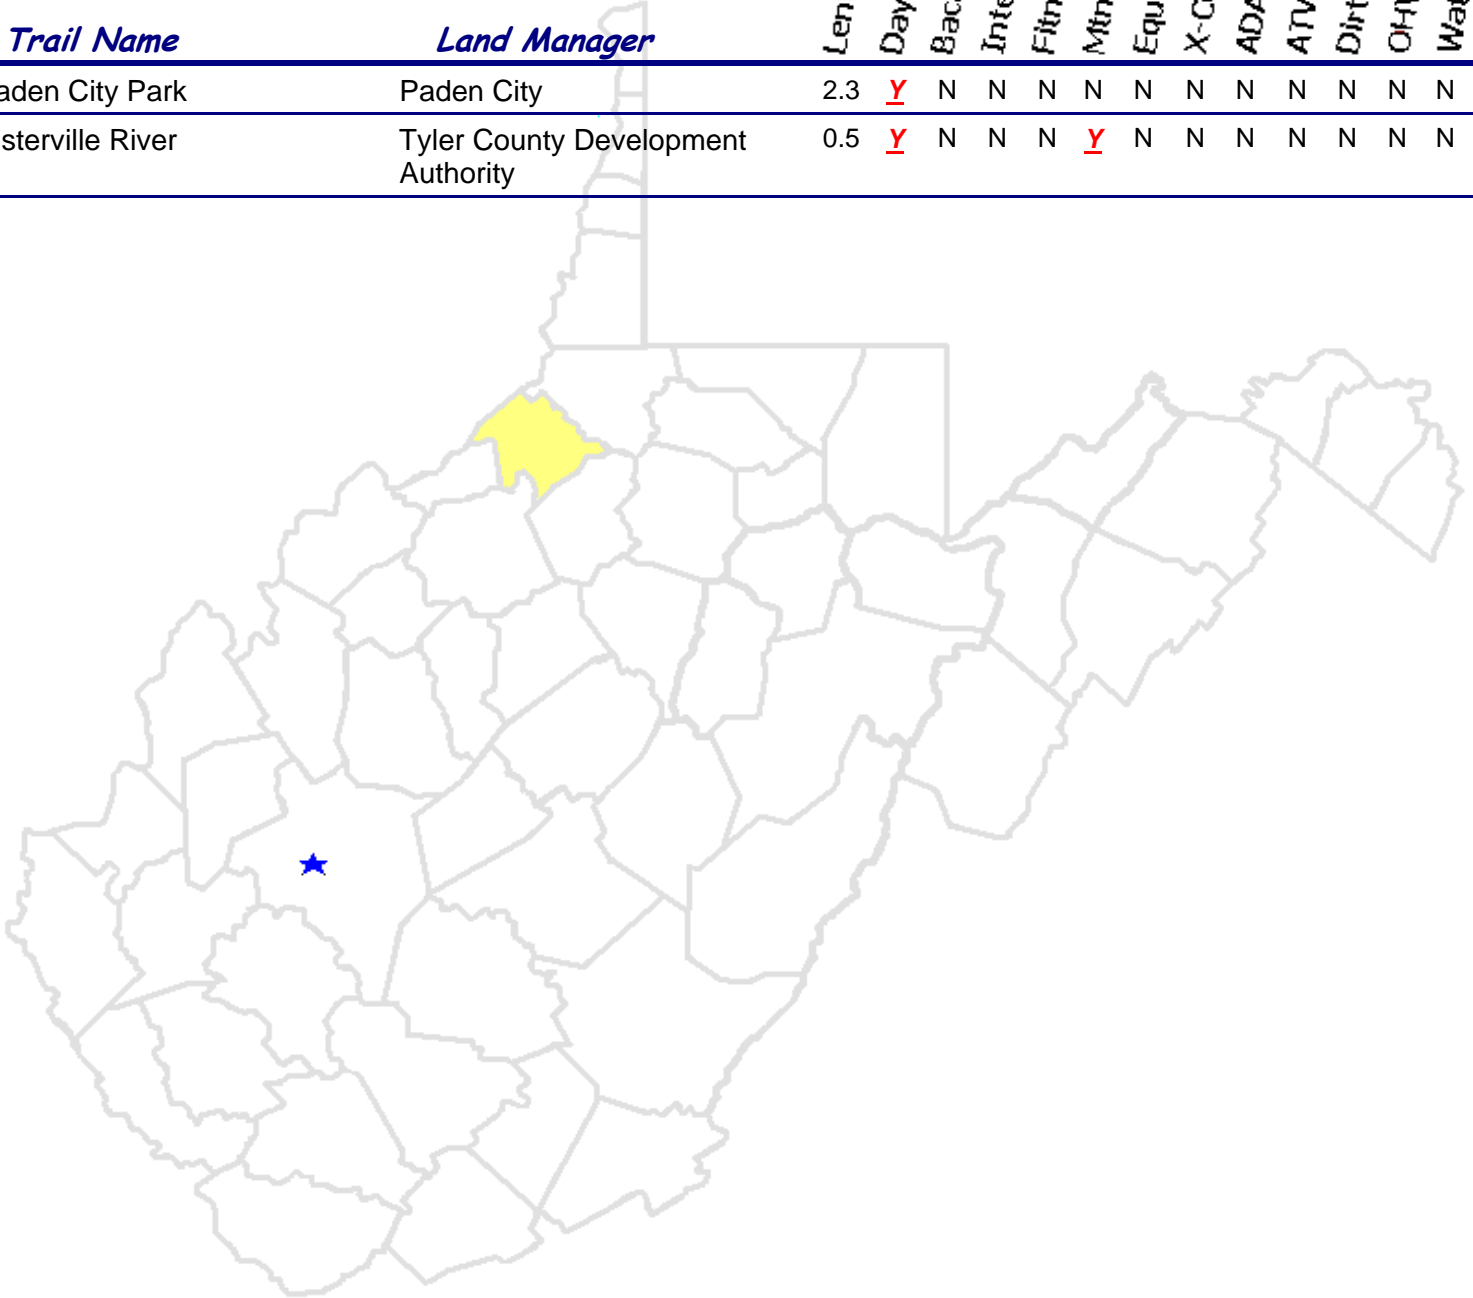 Trail Name Land Manager Len Day Bac Inte Fitn Mtn Equ X-C ADA ATV Dirt OHV Wat
aden City Park Paden City 2.3 Y N N N N N N N N N N N
sterville River Tyler County Development 0.5 Y N N N Y N N N N N N N
Authority